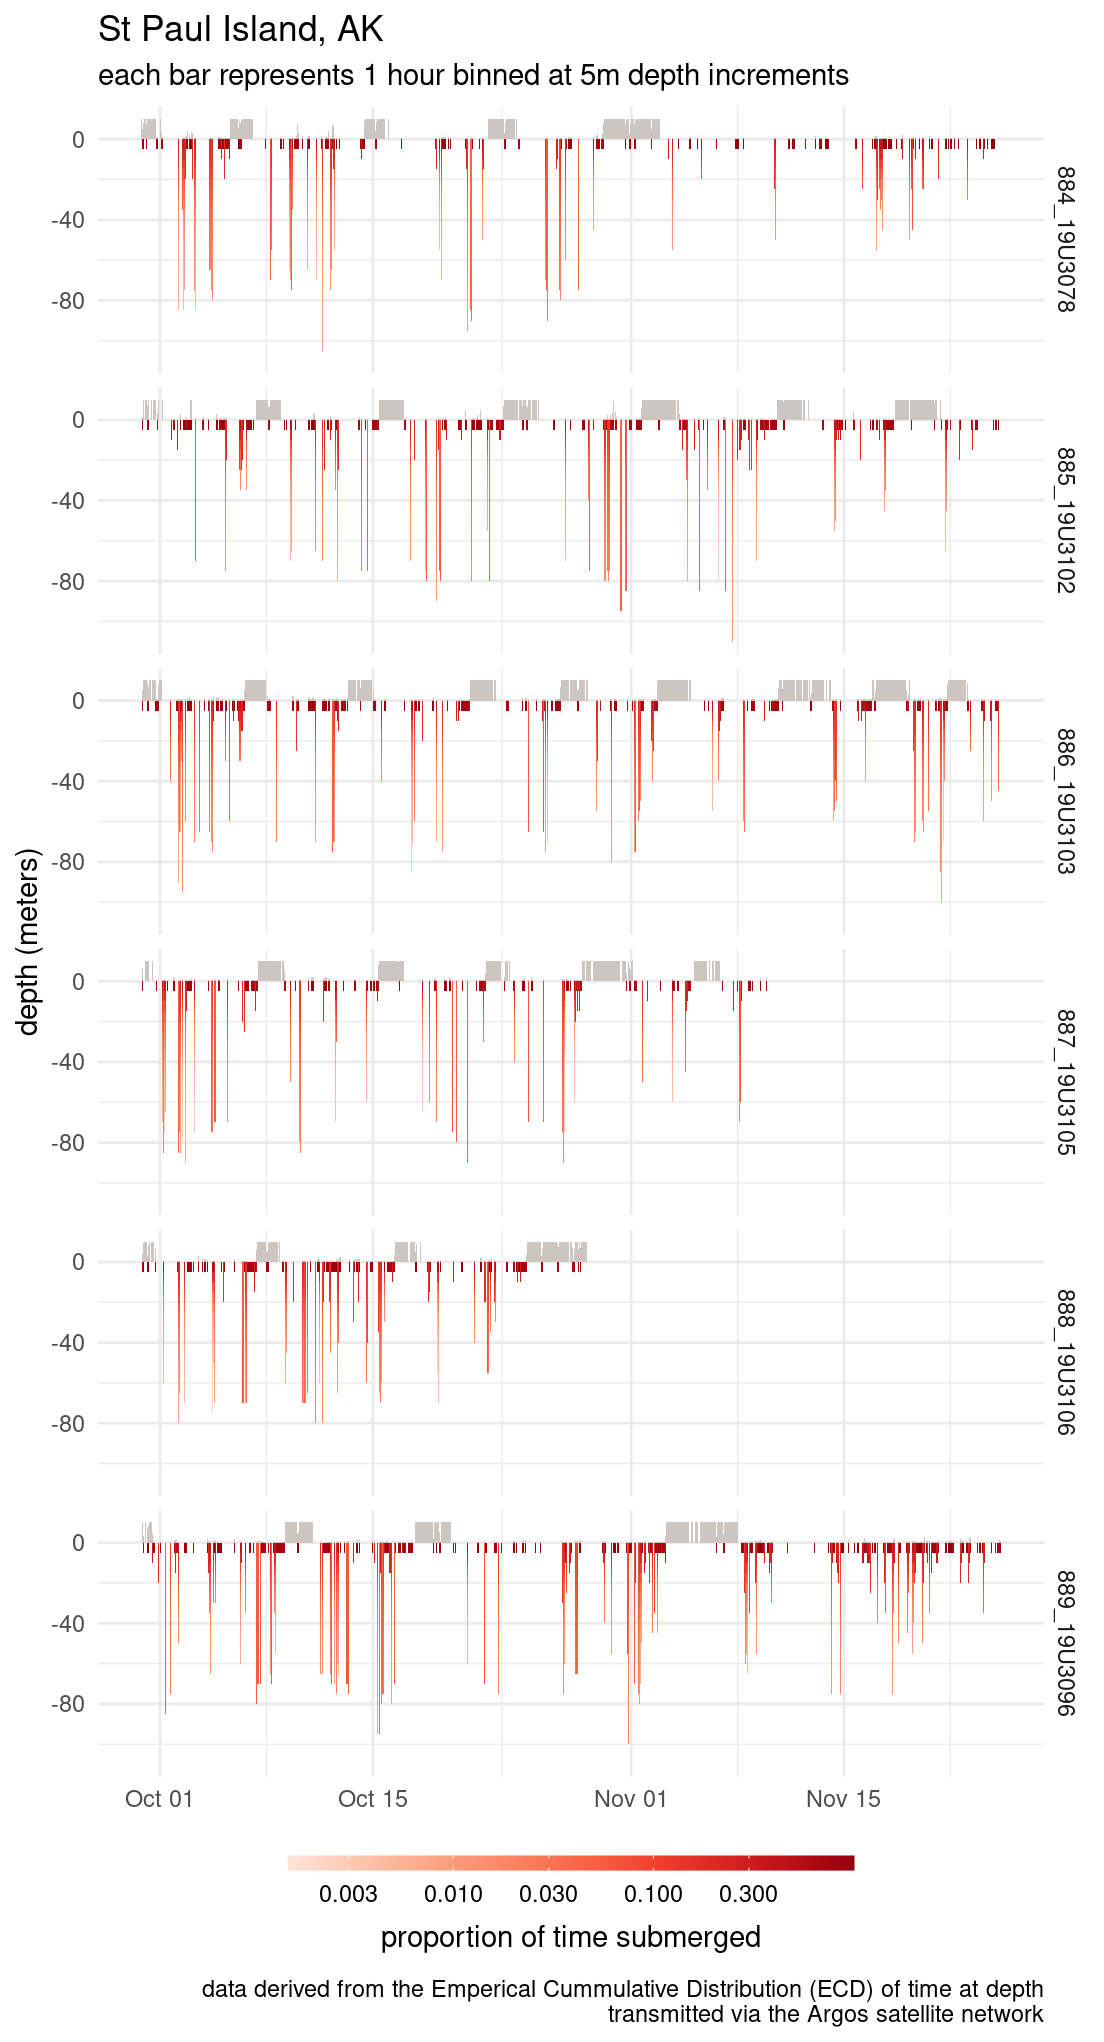 St Paul Island, AK
each bar represents 1 hour binned at 5m depth increments
0
-40
-80
884_19U3078
0
-40
-80
885_19U3102
0
-40
-80
886_19U3103
depth (meters)
0
-40
-80
887_19U3105
0
-40
-80
888_19U3106
0
-40
-80
889_19U3096
Oct 01 Oct 15 Nov 01 Nov 15
0.003 0.010 0.030 0.100 0.300
proportion of time submerged
data derived from the Emperical Cummulative Distribution (ECD) of time at depth
transmitted via the Argos satellite network